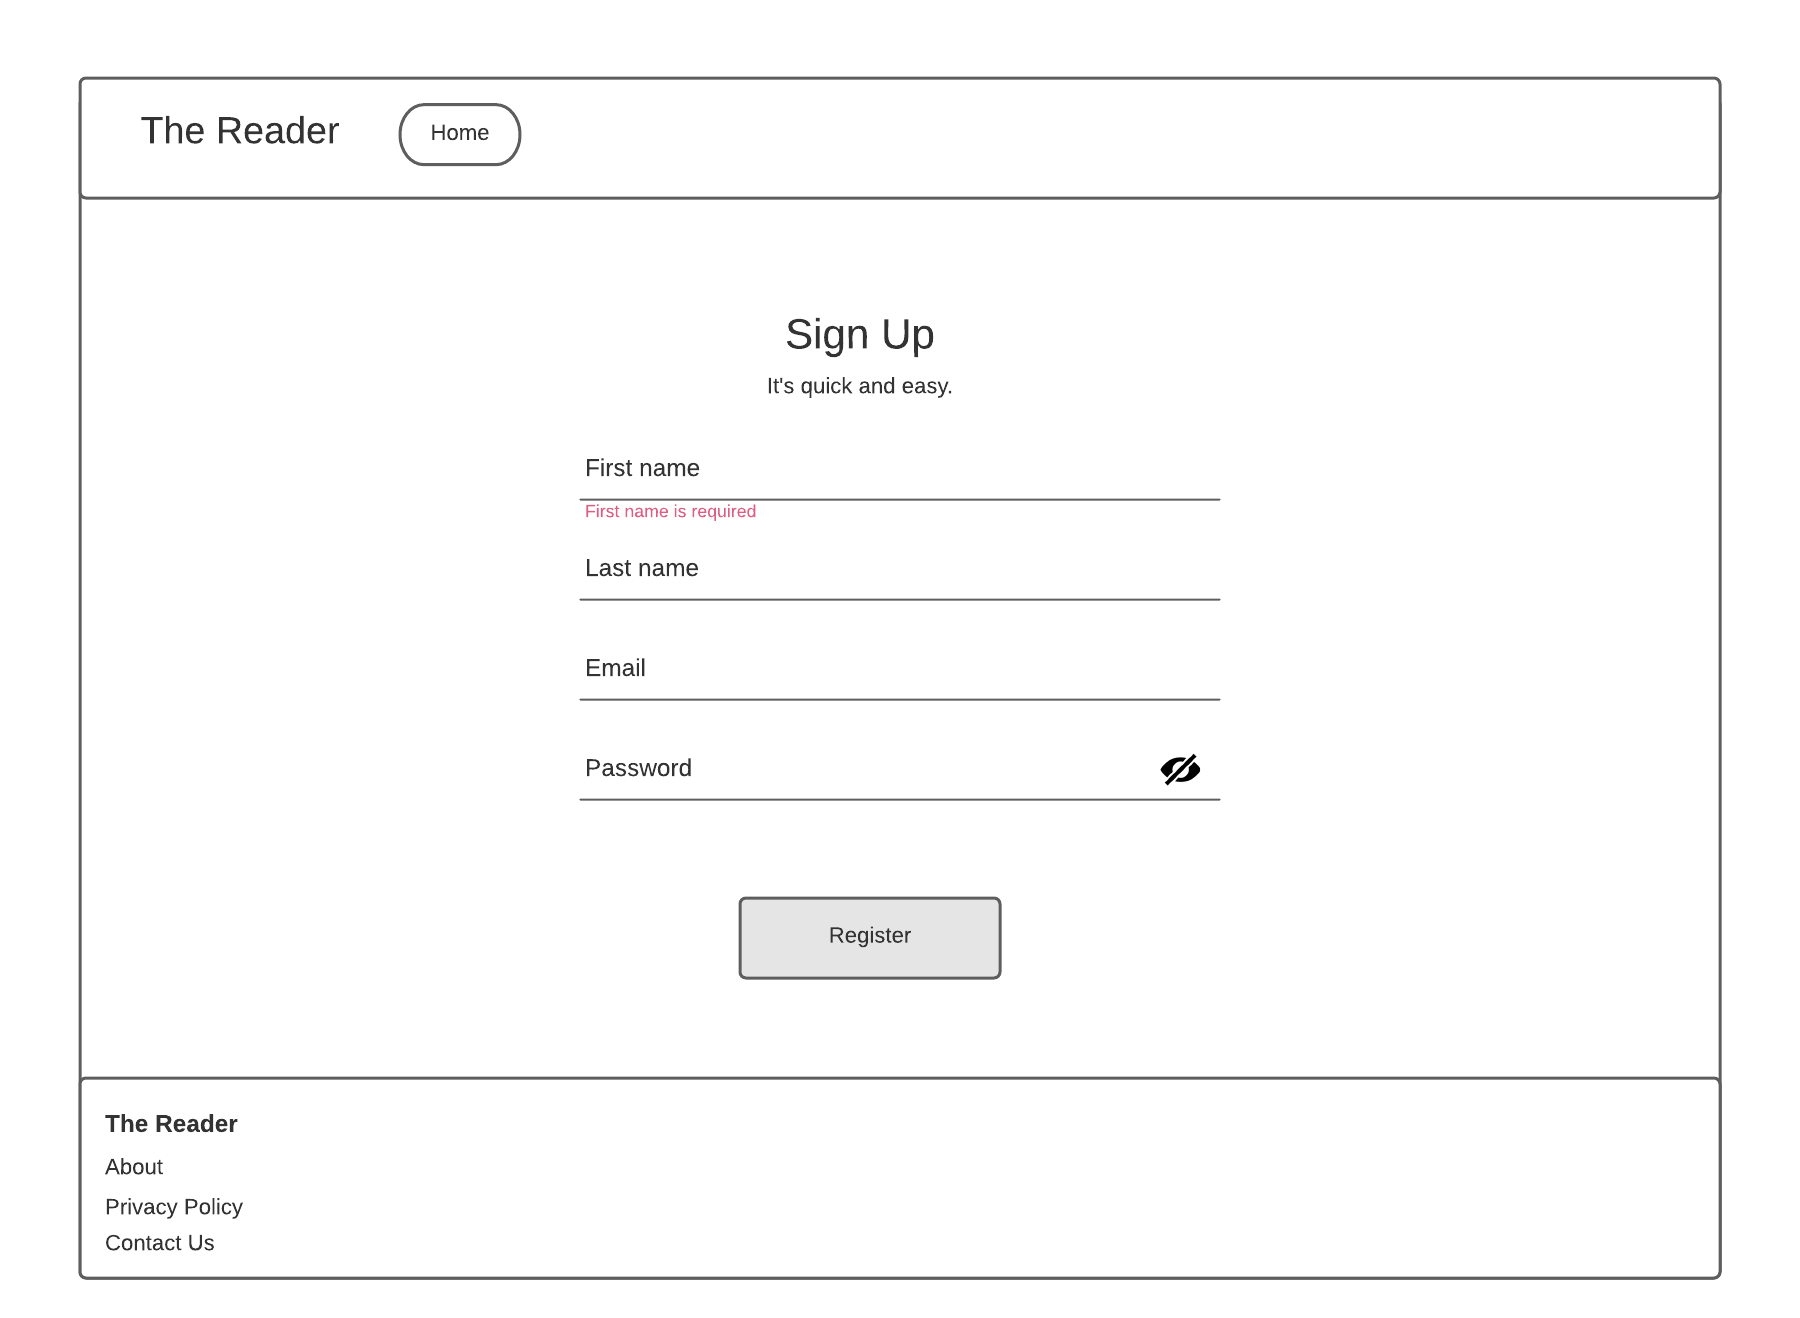 The Reader
Home
Sign Up
It's quick and easy.
First name
First name is required
Last name
Email
Password
Register
The Reader
About
Privacy Policy
Contact Us